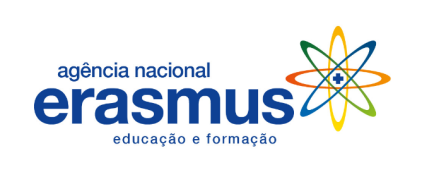 agência nacional
erasmus+
educação e formação